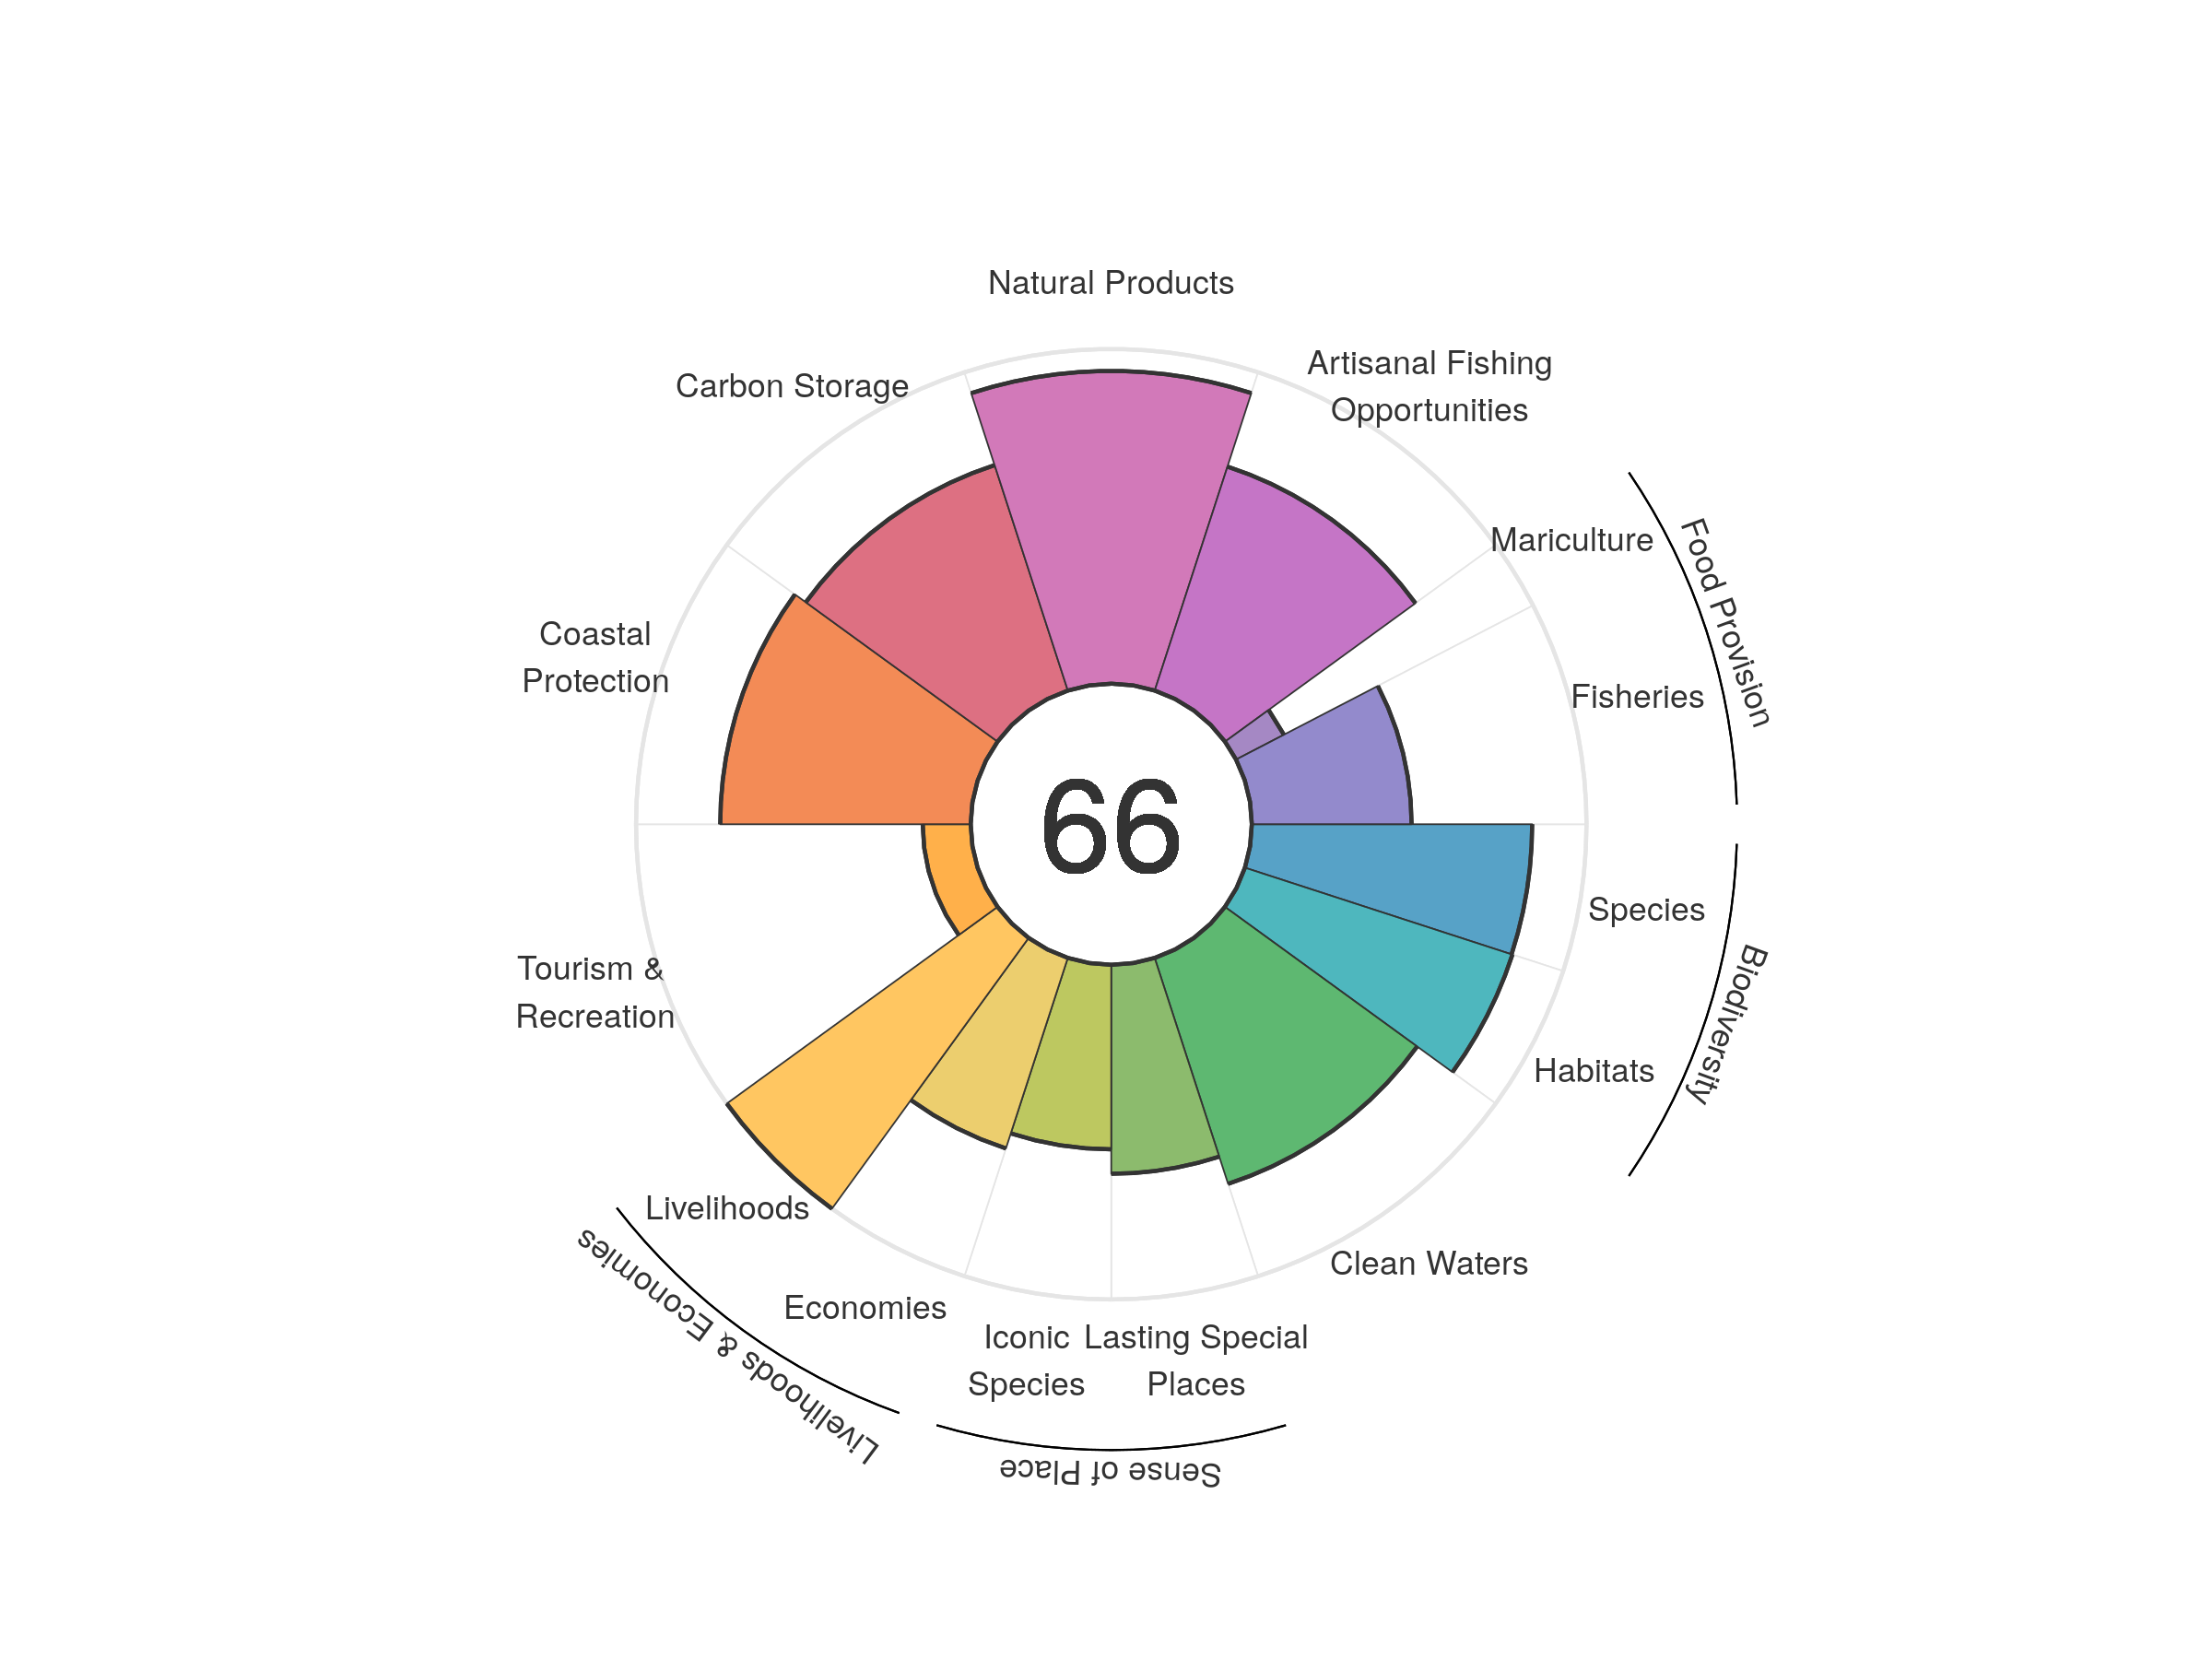 Natural Products
Artisanal Fishing
Opportunities
Carbon Storage
Mariculture
Food Provision
Coastal
Protection
Fisheries
66
Species
Biodiversity
Tourism &
Recreation
Habitats
Livelihoods
Clean Waters
Economies
Livelihoods & Economies
Iconic
Species
Lasting Special
Places
Sense of Place